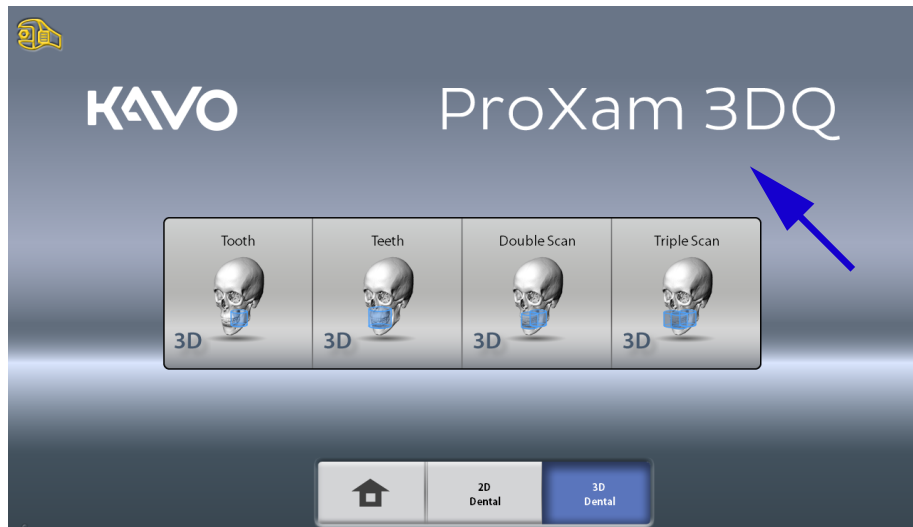 KAVO
ProXam 3DQ
Tooth
Teeth
Double Scan
Triple Scan
3D
3D
3D
3D
2D
Dental
3D
Dental